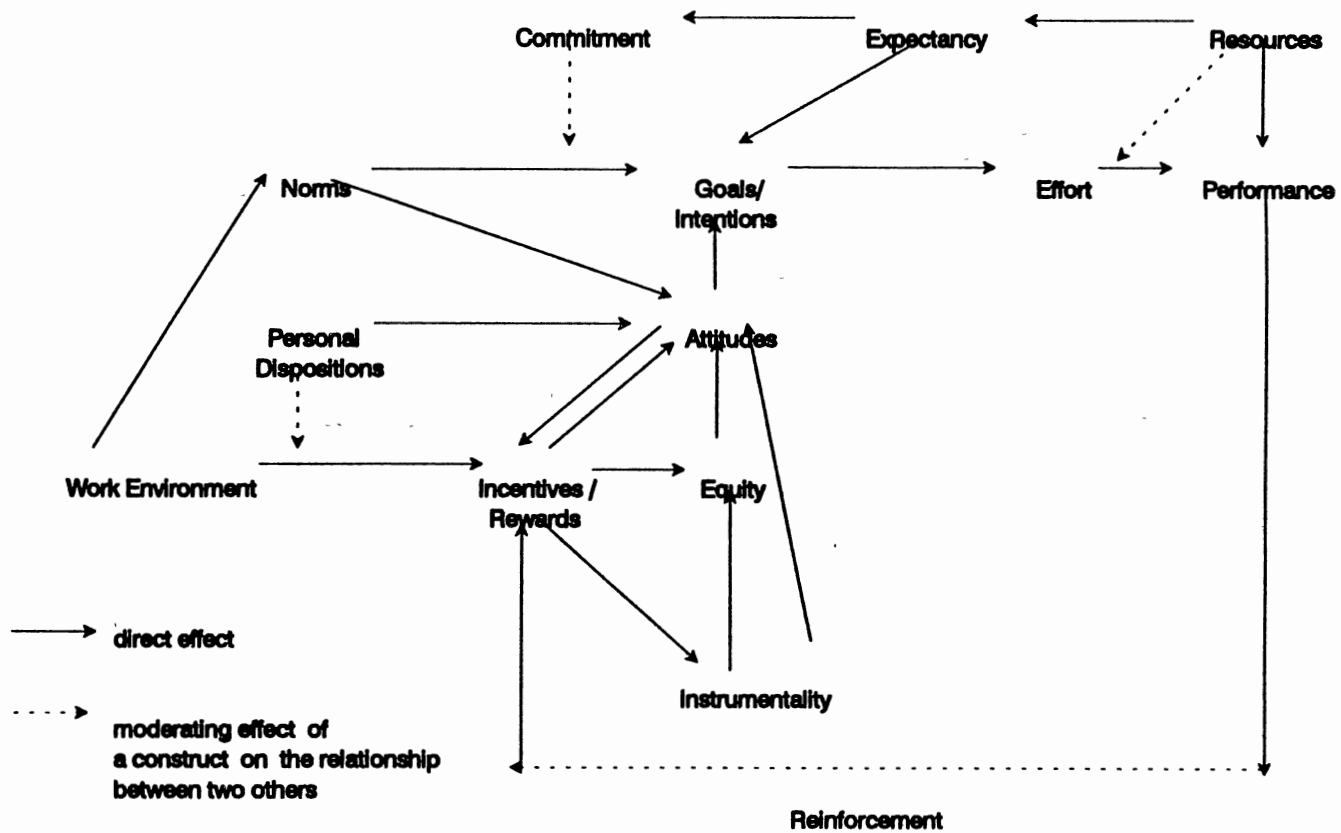 Commitment
Expectancy
Resources
Norms
Goals/
Intentions
Effort
Performance
Personal
Dispositions
Attitudes
Work Environment
Incentives /
Rewards
Equity
direct effect
Instrumentality
moderating effect of
a construct on the relationship
between two others
Reinforcement